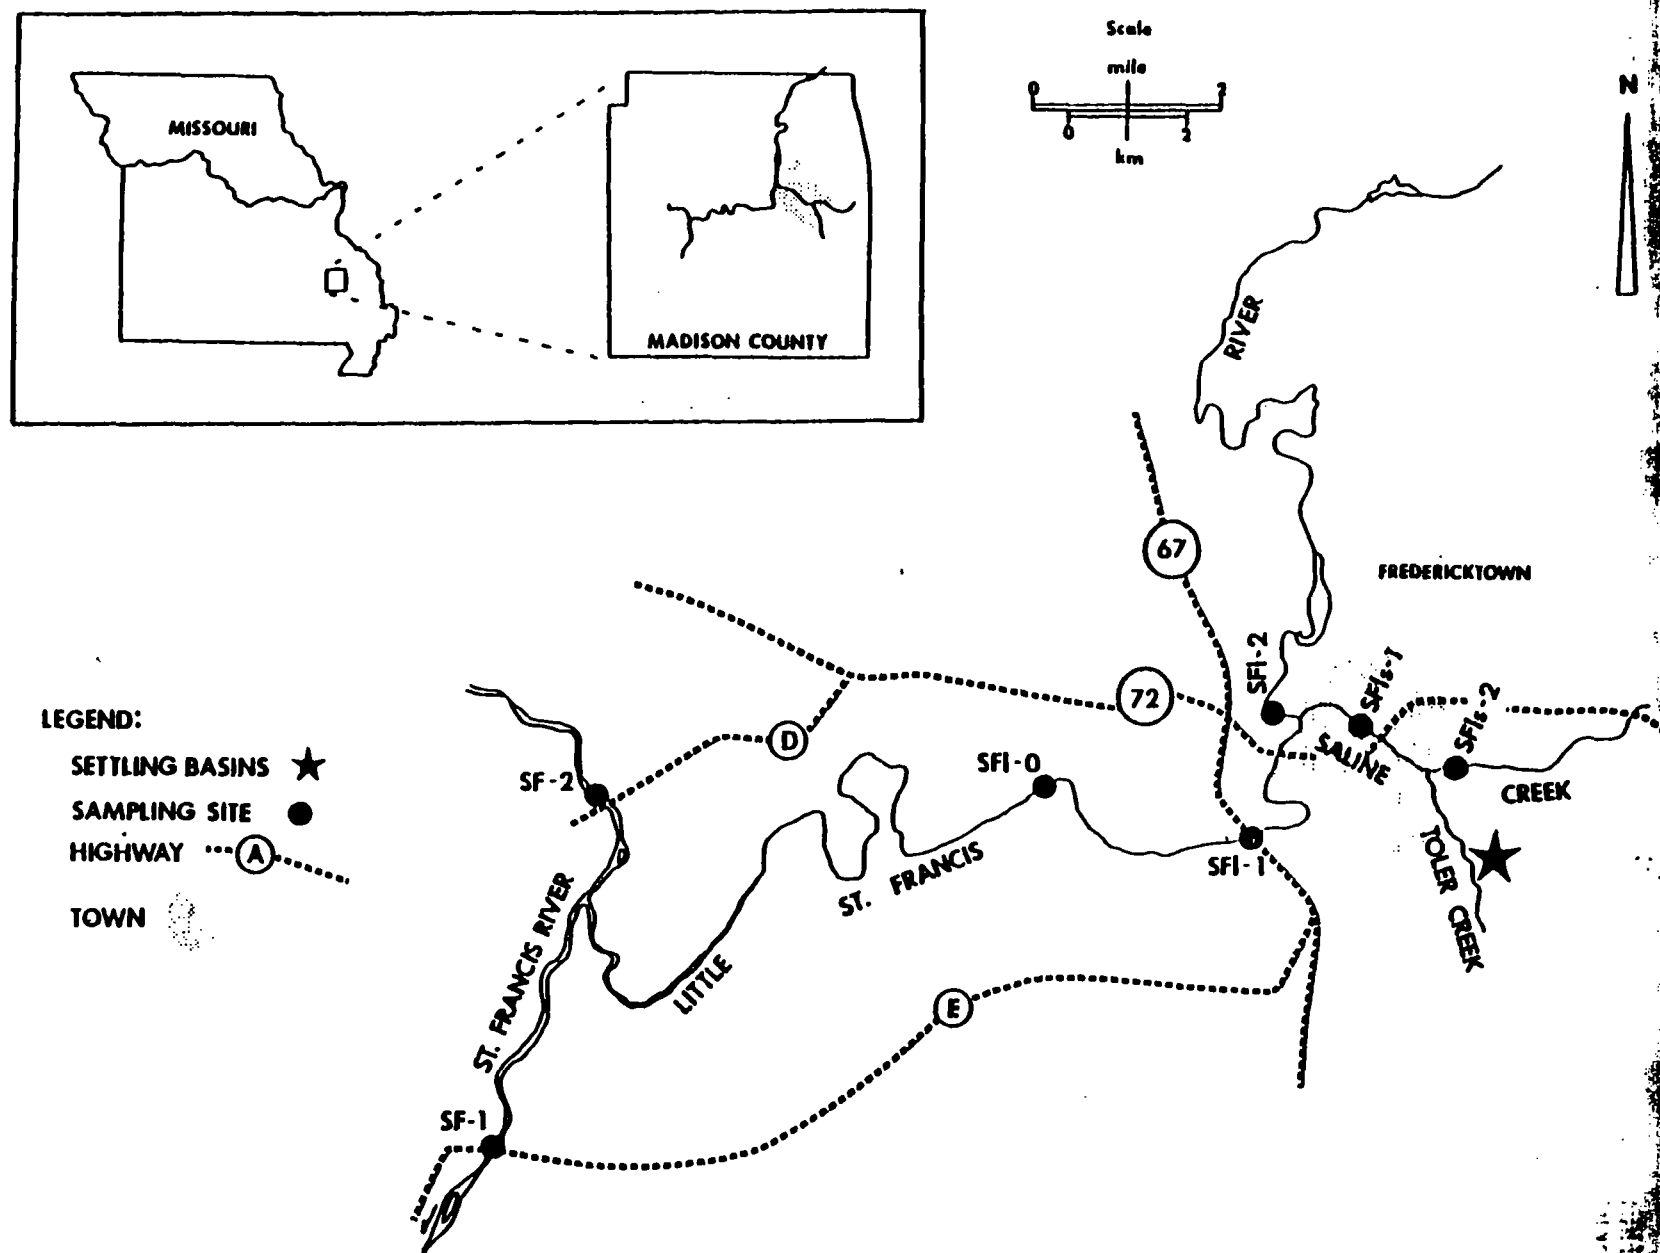 MISSOURI
MADISON COUNTY
Scale
mile
0 2
0 2
km
N
RIVER
67
FREDERICKTOWN
SFl-2
SFls-1
SFls-2
72
D
SF-2
SFl-0
SALINE
CREEK
SFl-1
TOLER CREEK
ST. FRANCIS
LITTLE
ST. FRANCIS RIVER
E
SF-1
LEGEND:
SETTLING BASINS
SAMPLING SITE
HIGHWAY A
TOWN